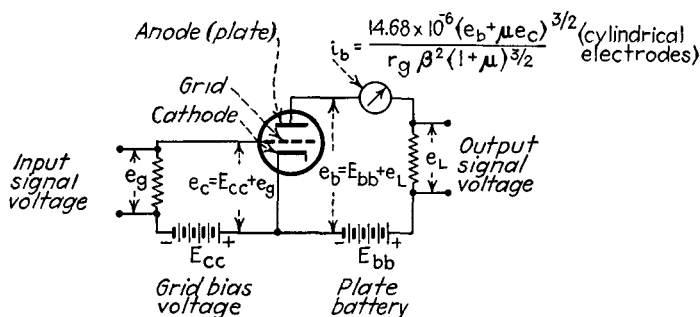 Anode (plate)
i_b = 14.68 x 10^-6 (e_b + μe_c)^3/2 / r_g β^2 (1+μ)^3/2 (cylindrical electrodes)
Grid
Cathode
Input
signal
voltage
e_g
e_c=E_cc+e_g
e_b=E_bb+e_L
e_L
Output
signal
voltage
- +
E_cc
- +
E_bb
Grid bias
voltage
Plate
battery